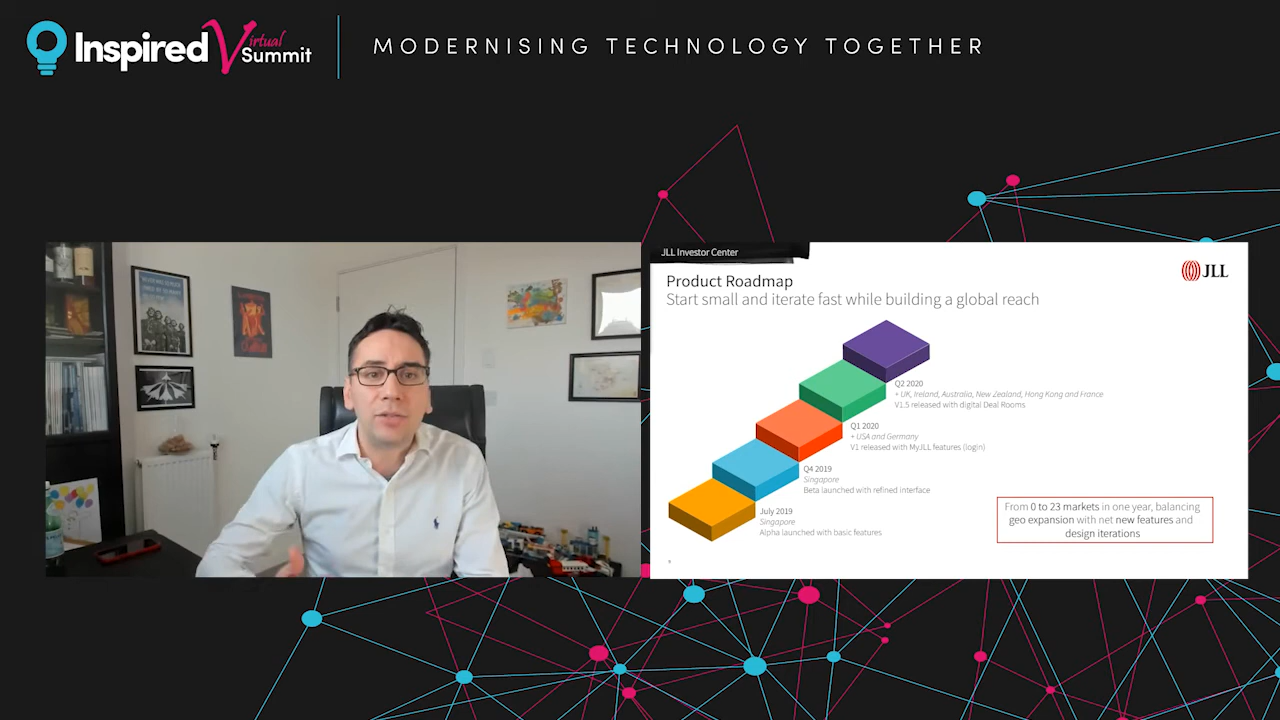 Inspired Virtual Summit
MODERNISING TECHNOLOGY TOGETHER
JLL Investor Center
JLL
Product Roadmap
Start small and iterate fast while building a global reach
Q2 2020
+ UK, Ireland, Australia, New Zealand, Hong Kong and France
V1.5 released with digital Deal Rooms
Q1 2020
+ USA and Germany
V1 released with MyJLL features (login)
Q4 2019
Singapore
Beta launched with refined interface
July 2019
Singapore
Alpha launched with basic features
From 0 to 23 markets in one year, balancing
geo expansion with net new features and
design iterations